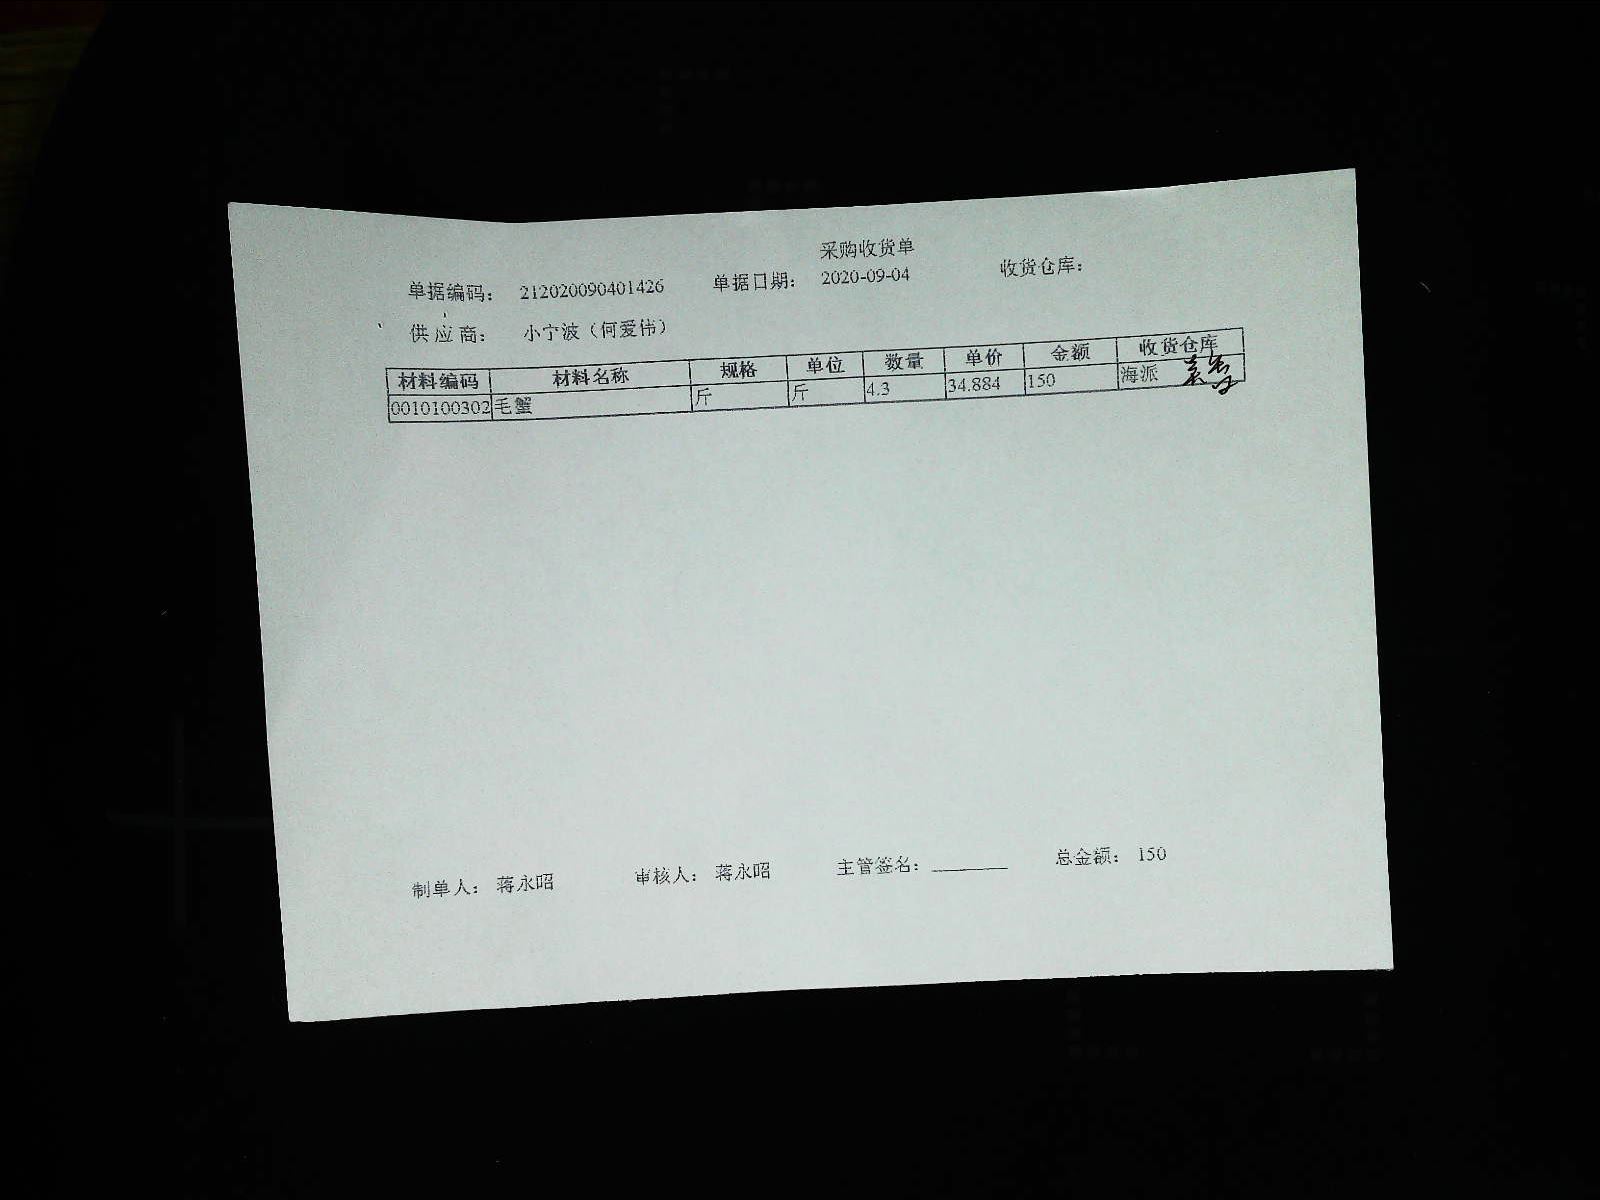 采购收货单
单据编码： 212020090401426 单据日期： 2020-09-04 收货仓库：
供应商： 小宁波（何爱伟）
材料编码 材料名称 规格 单位 数量 单价 金额 收货仓库
0010100302 毛蟹 斤 斤 4.3 34.884 150 海派
制单人： 蒋永昭 审核人： 蒋永昭 主管签名： 总金额： 150